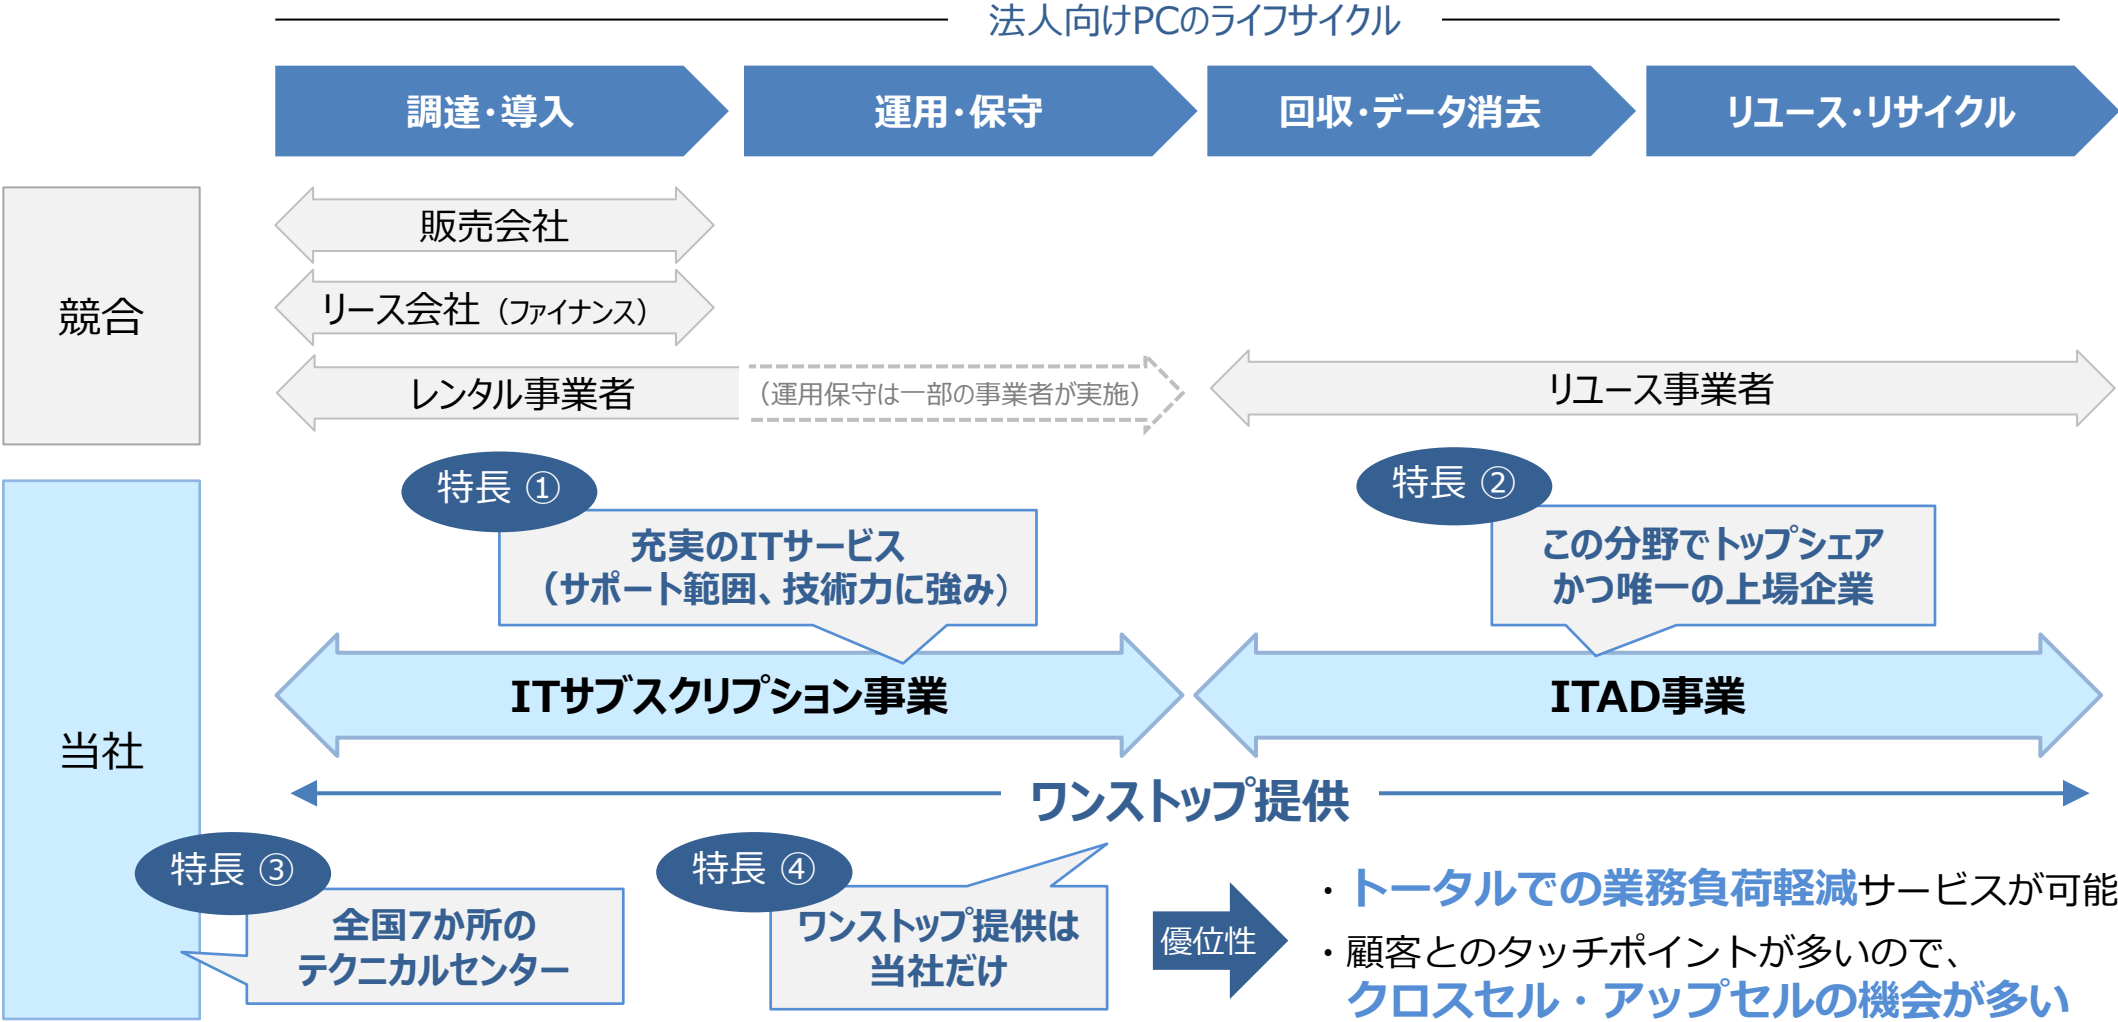 法人向けPCのライフサイクル
調達・導入
運用・保守
回収・データ消去
リユース・リサイクル
競合
販売会社
リース会社（ファイナンス）
レンタル事業者
（運用保守は一部の事業者が実施）
リユース事業者
当社
特長 ①
充実のITサービス
（サポート範囲、技術力に強み）
特長 ②
この分野でトップシェア
かつ唯一の上場企業
ITサブスクリプション事業
ITAD事業
ワンストップ提供
特長 ③
全国7か所の
テクニカルセンター
特長 ④
ワンストップ提供は
当社だけ
優位性
・トータルでの業務負荷軽減サービスが可能
・顧客とのタッチポイントが多いので、
クロスセル・アップセルの機会が多い